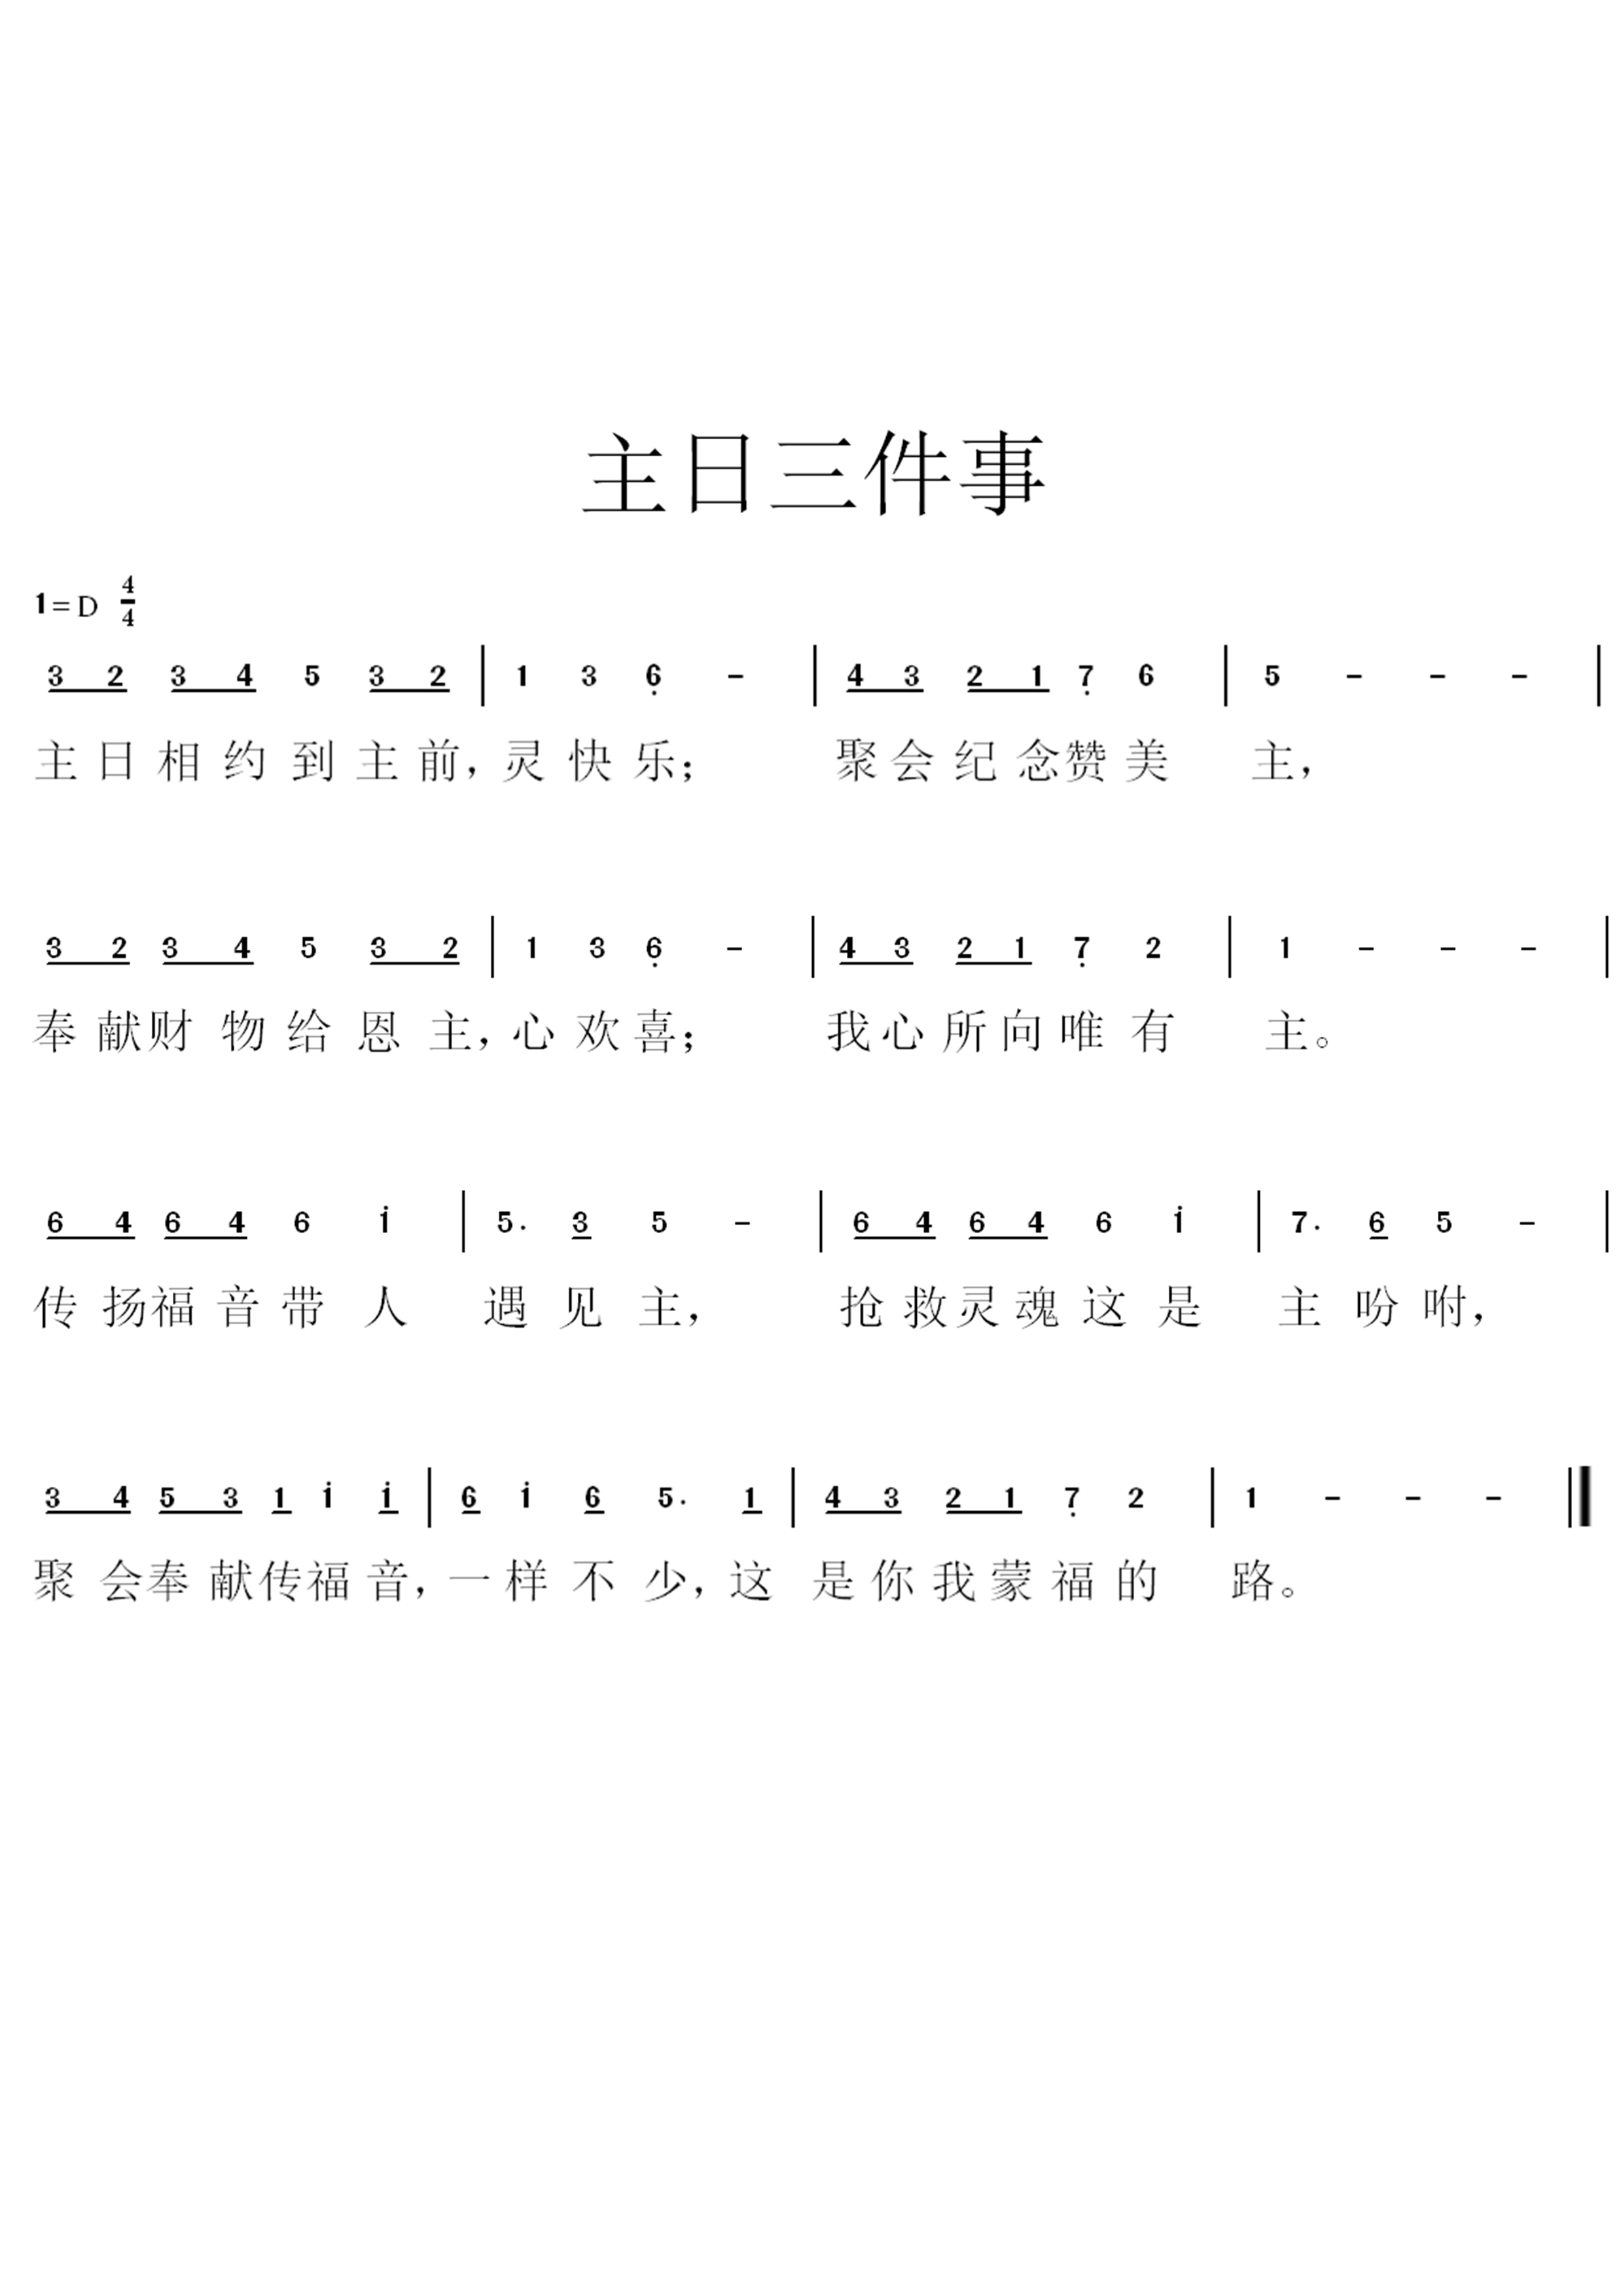 主日三件事
1=D 4/4
3 2 3 4 5 3 2 | 1 3 6̣ - | 4 3 2 1 7̣ 6 | 5 - - - |
主日相约到主前,灵快乐; 聚会纪念赞美 主,
3 2 3 4 5 3 2 | 1 3 6̣ - | 4 3 2 1 7̣ 2 | 1 - - - |
奉献财物给恩主,心欢喜; 我心所向唯有 主。
6 4 6 4 6 i | 5. 3 5 - | 6 4 6 4 6 i | 7. 6 5 - |
传扬福音带人 遇见主, 抢救灵魂这是 主吩咐,
3 4 5 3 1 i i | 6 i 6 5. 1 | 4 3 2 1 7̣ 2 | 1 - - - ‖
聚会奉献传福音,一样不少,这 是你我蒙福的 路。